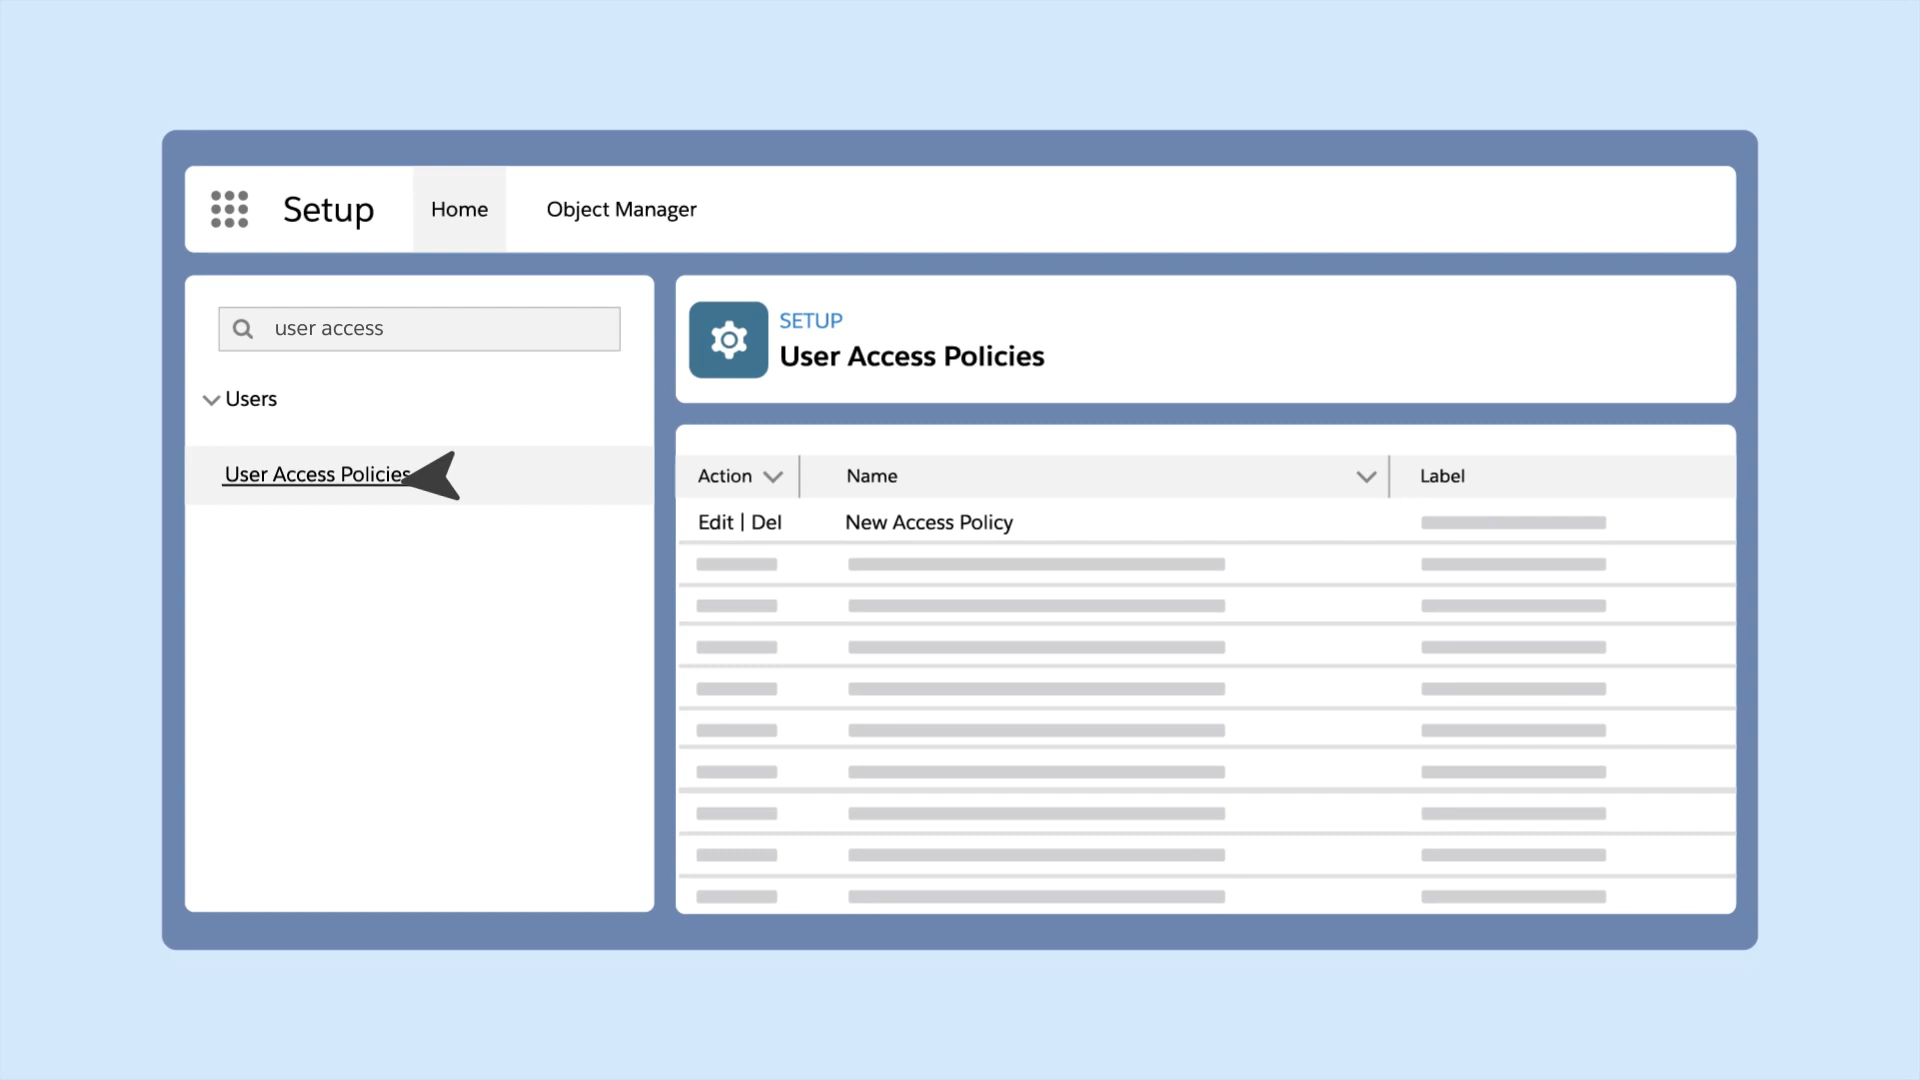 Setup Home Object Manager
user access
Users
User Access Policies
SETUP
User Access Policies
Action Name Label
Edit | Del New Access Policy